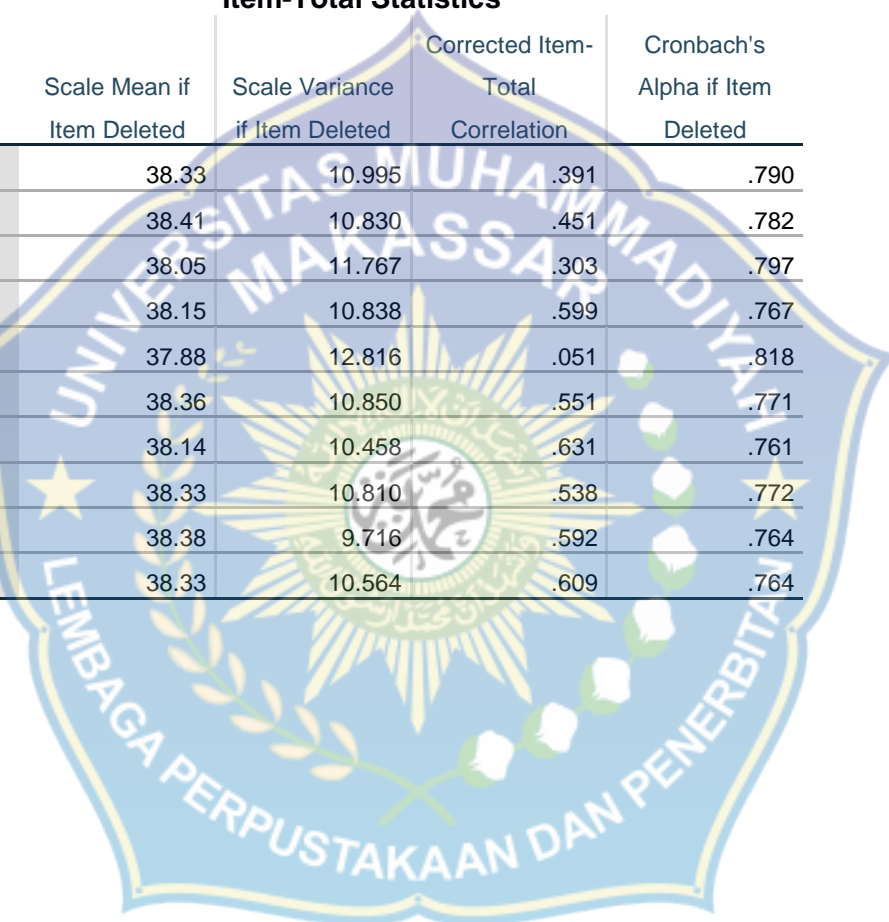 Item-Total Statistics
Scale Mean if Item Deleted Scale Variance if Item Deleted Corrected Item-Total Correlation Cronbach's Alpha if Item Deleted
38.33 10.995 .391 .790
38.41 10.830 .451 .782
38.05 11.767 .303 .797
38.15 10.838 .599 .767
37.88 12.816 .051 .818
38.36 10.850 .551 .771
38.14 10.458 .631 .761
38.33 10.810 .538 .772
38.38 9.716 .592 .764
38.33 10.564 .609 .764
UNIVERSITAS MUHAMMADIYAH
MAKASSAR
LEMBAGA PERPUSTAKAAN DAN PENERBITAN